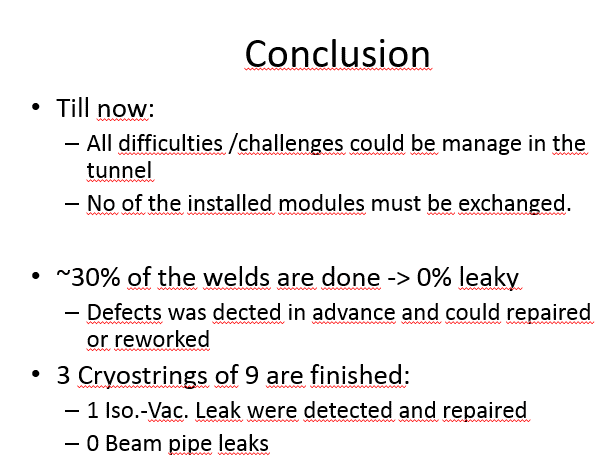 Conclusion
• Till now:
– All difficulties /challenges could be manage in the
tunnel
– No of the installed modules must be exchanged.
• ~30% of the welds are done -> 0% leaky
– Defects was dected in advance and could repaired
or reworked
• 3 Cryostrings of 9 are finished:
– 1 Iso.-Vac. Leak were detected and repaired
– 0 Beam pipe leaks